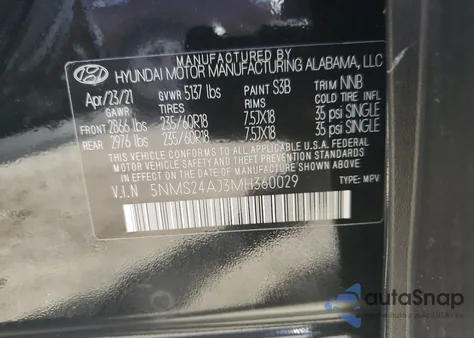 MANUFACTURED BY
HYUNDAI MOTOR MANUFACTURING ALABAMA, LLC
Apr/23/21 GVWR 5137 lbs PAINT S3B TRIM NNB
TIRES RIMS COLD TIRE INFL
FRONT 2866 lbs 235/60R18 7.5JX18 35 psi SINGLE
REAR 2976 lbs 235/60R18 7.5JX18 35 psi SINGLE
THIS VEHICLE CONFORMS TO ALL APPLICABLE U.S.A. FEDERAL
MOTOR VEHICLE SAFETY, BUMPER, AND THEFT PREVENTION STANDARDS
IN EFFECT ON THE DATE OF MANUFACTURE SHOWN ABOVE
V.I.N 5NMS24AJ3MH360029 TYPE: MPV
autoSnap